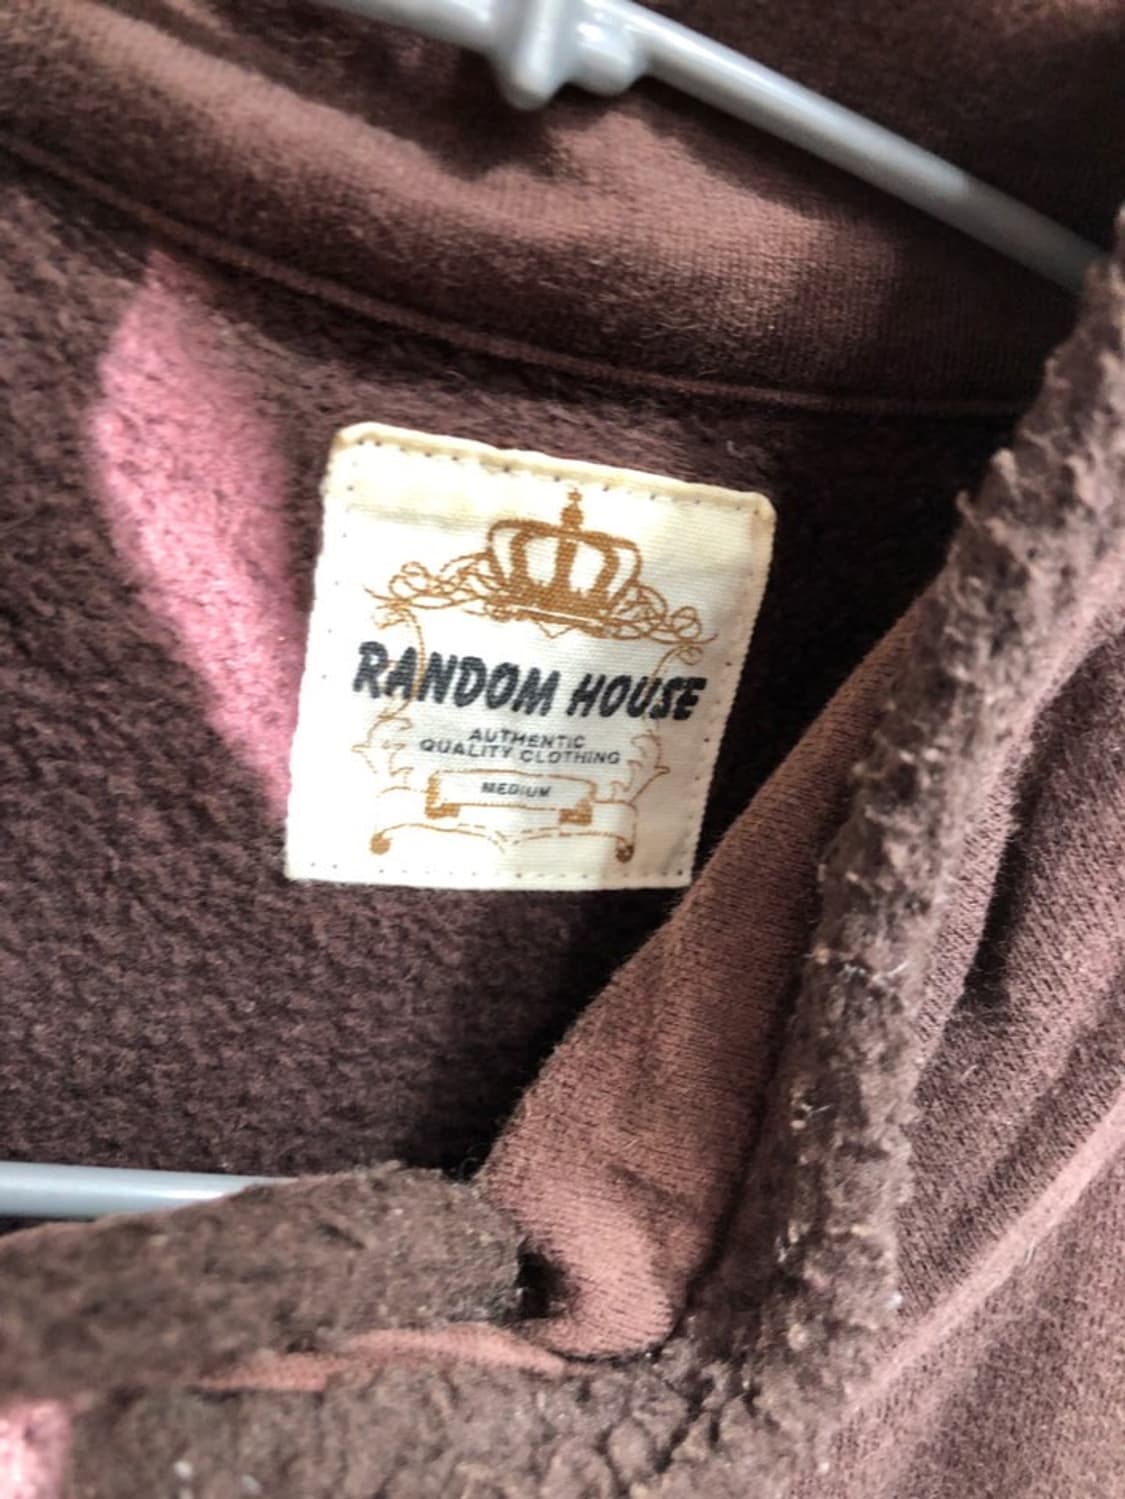 RANDOM HOUSE
AUTHENTIC
QUALITY CLOTHING
MEDIUM